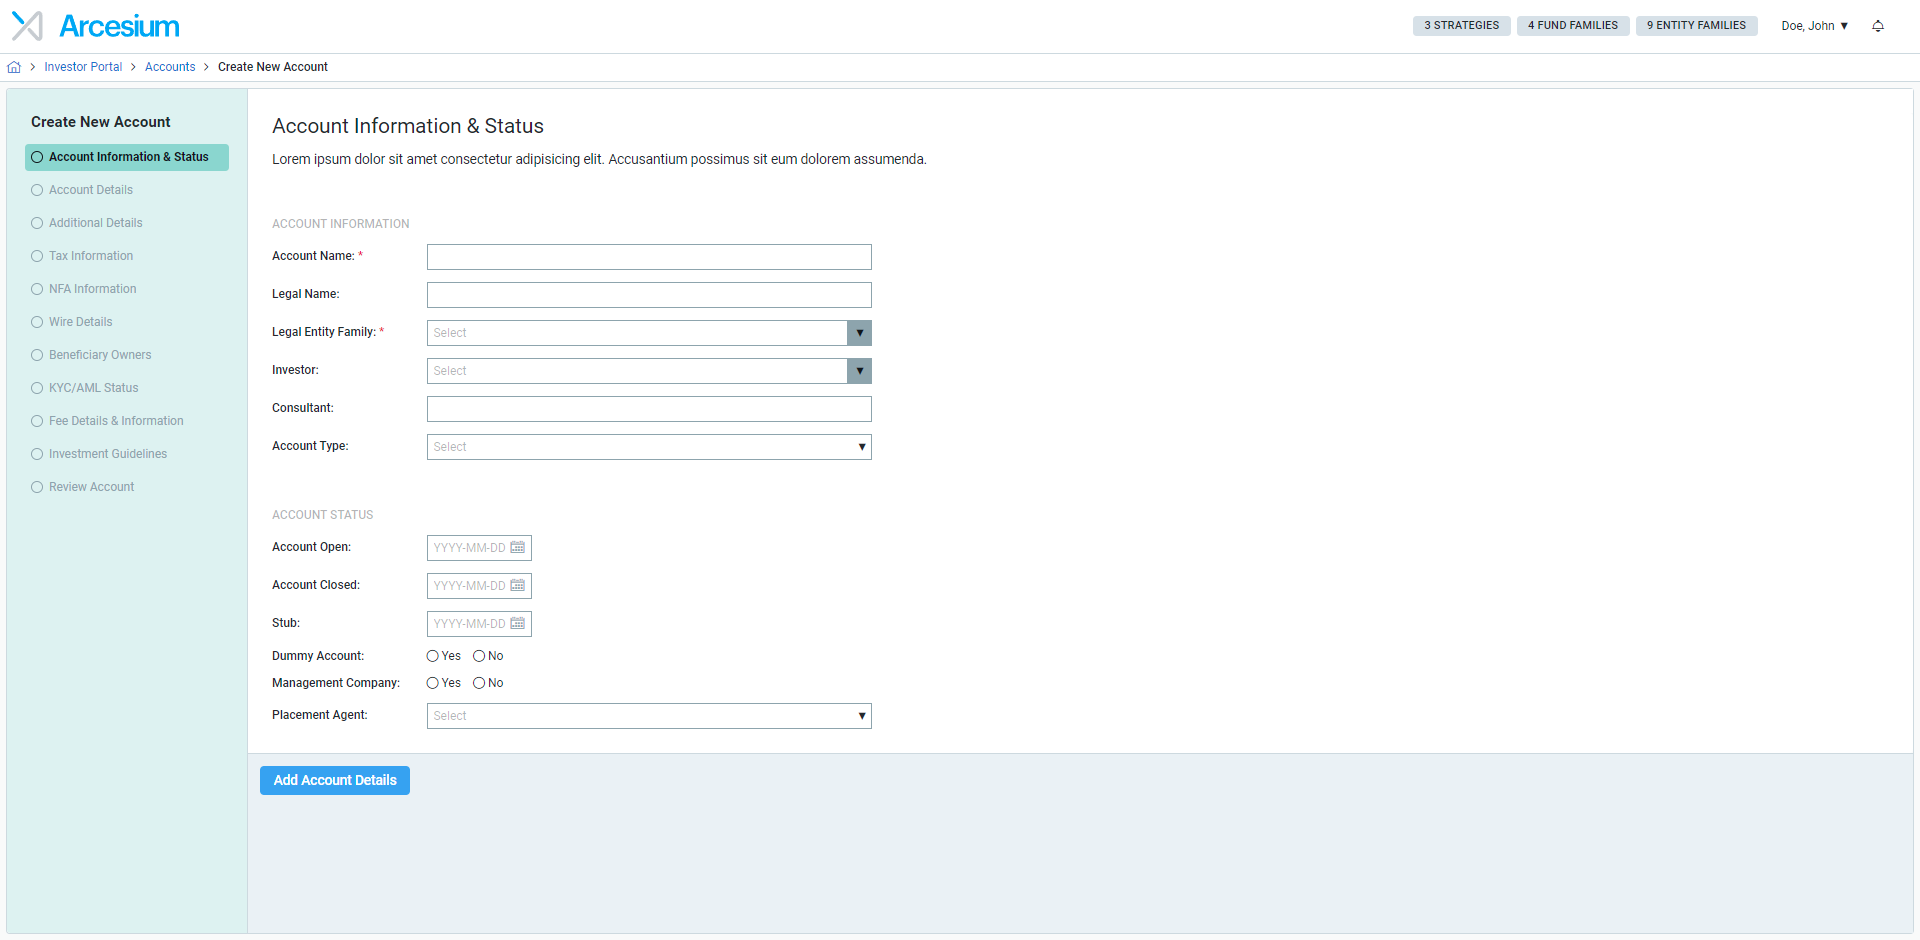 Arcesium
3 STRATEGIES 4 FUND FAMILIES 9 ENTITY FAMILIES Doe, John
Investor Portal > Accounts > Create New Account
Create New Account
Account Information & Status
Account Details
Additional Details
Tax Information
NFA Information
Wire Details
Beneficiary Owners
KYC/AML Status
Fee Details & Information
Investment Guidelines
Review Account
Account Information & Status
Lorem ipsum dolor sit amet consectetur adipisicing elit. Accusantium possimus sit eum dolorem assumenda.
ACCOUNT INFORMATION
Account Name: *
Legal Name:
Legal Entity Family: * Select
Investor: Select
Consultant:
Account Type: Select
ACCOUNT STATUS
Account Open: YYYY-MM-DD
Account Closed: YYYY-MM-DD
Stub: YYYY-MM-DD
Dummy Account: Yes No
Management Company: Yes No
Placement Agent: Select
Add Account Details